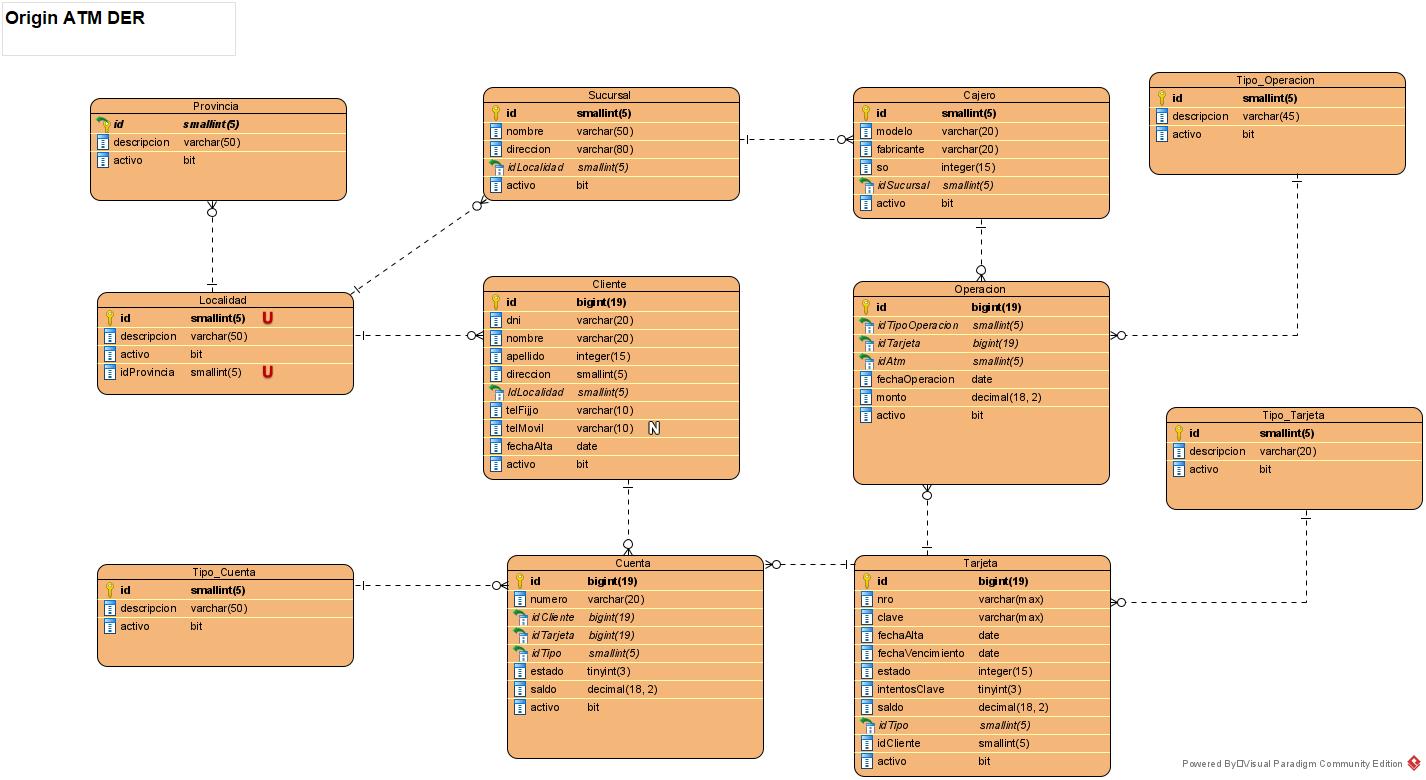 Origin ATM DER
Provincia
id smallint(5)
descripcion varchar(50)
activo bit
Sucursal
id smallint(5)
nombre varchar(50)
direccion varchar(80)
idLocalidad smallint(5)
activo bit
Cajero
id smallint(5)
modelo varchar(20)
fabricante varchar(20)
so integer(15)
idSucursal smallint(5)
activo bit
Tipo_Operacion
id smallint(5)
descripcion varchar(45)
activo bit
Localidad
id smallint(5) U
descripcion varchar(50)
activo bit
idProvincia smallint(5) U
Cliente
id bigint(19)
dni varchar(20)
nombre varchar(20)
apellido integer(15)
direccion smallint(5)
IdLocalidad smallint(5)
telFijjo varchar(10)
telMovil varchar(10) N
fechaAlta date
activo bit
Operacion
id bigint(19)
idTipoOperacion smallint(5)
idTarjeta bigint(19)
idAtm smallint(5)
fechaOperacion date
monto decimal(18, 2)
activo bit
Tipo_Tarjeta
id smallint(5)
descripcion varchar(20)
activo bit
Tipo_Cuenta
id smallint(5)
descripcion varchar(50)
activo bit
Cuenta
id bigint(19)
numero varchar(20)
idCliente bigint(19)
idTarjeta bigint(19)
idTipo smallint(5)
estado tinyint(3)
saldo decimal(18, 2)
activo bit
Tarjeta
id bigint(19)
nro varchar(max)
clave varchar(max)
fechaAlta date
fechaVencimiento date
estado integer(15)
intentosClave tinyint(3)
saldo decimal(18, 2)
idTipo smallint(5)
idCliente smallint(5)
activo bit
Powered By□Visual Paradigm Community Edition